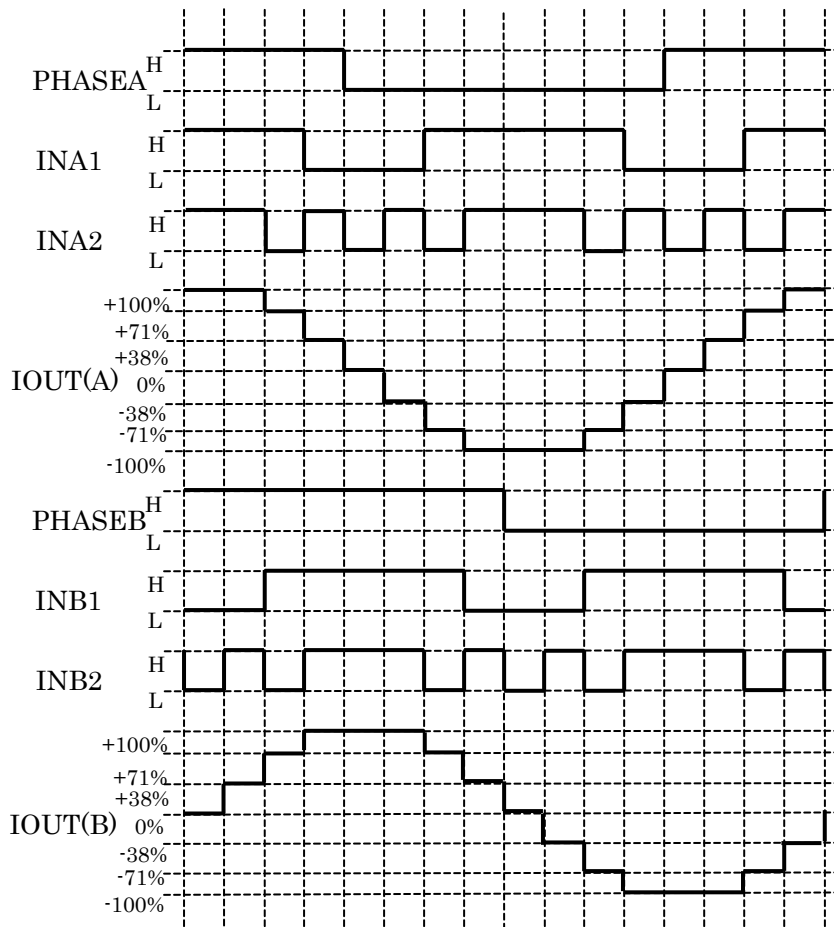 H
PHASEA
L
H
INA1
L
H
INA2
L
+100%
+71%
+38%
IOUT(A) 0%
-38%
-71%
-100%
H
PHASEB
L
H
INB1
L
H
INB2
L
+100%
+71%
+38%
IOUT(B) 0%
-38%
-71%
-100%